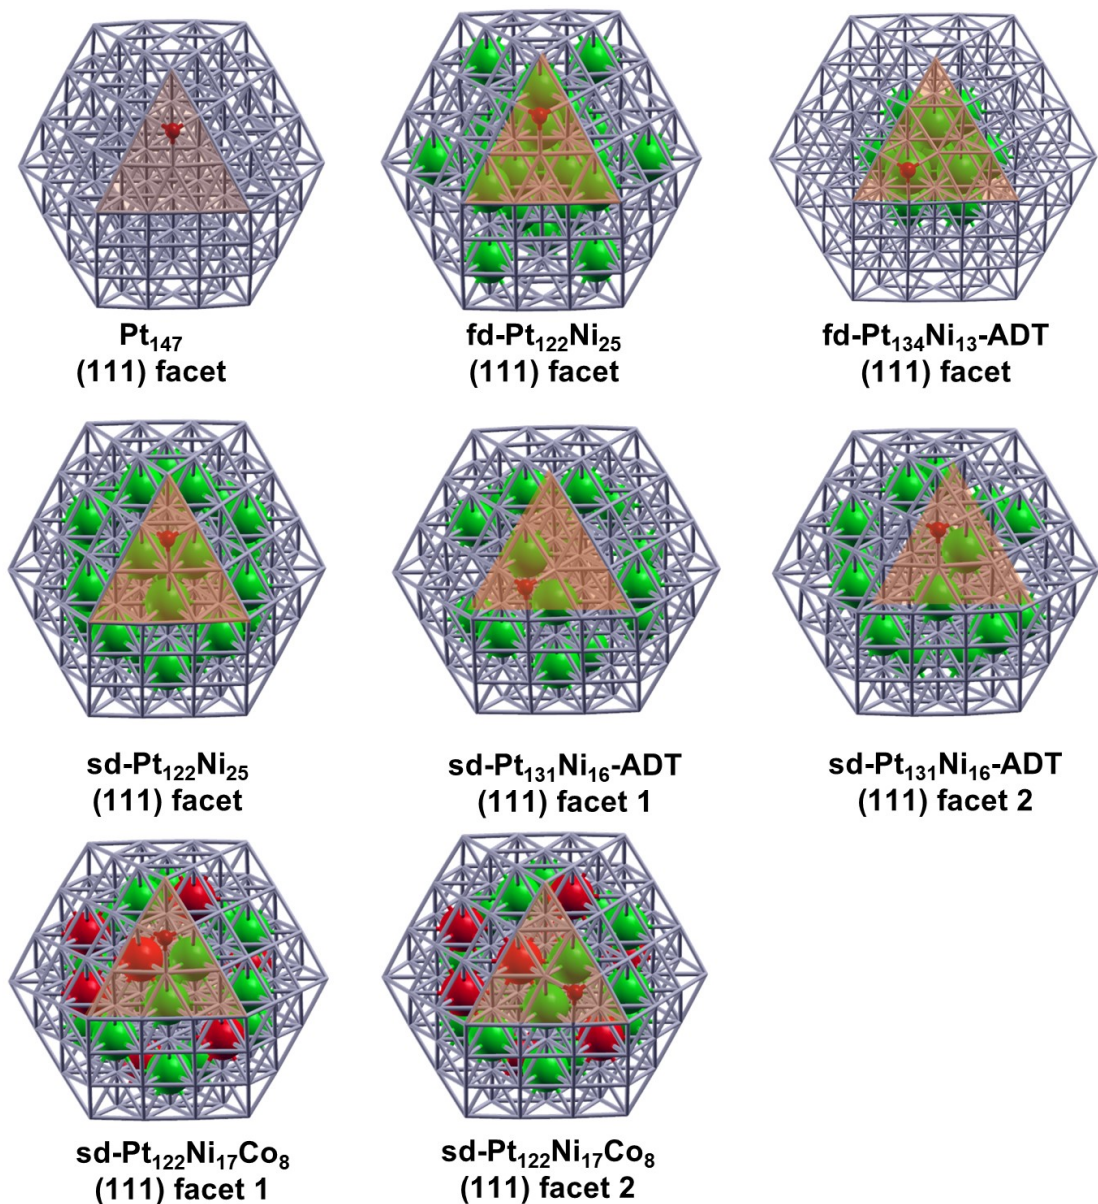 Pt₁₄₇
(111) facet
fd-Pt₁₂₂Ni₂₅
(111) facet
fd-Pt₁₃₄Ni₁₃-ADT
(111) facet
sd-Pt₁₂₂Ni₂₅
(111) facet
sd-Pt₁₃₁Ni₁₆-ADT
(111) facet 1
sd-Pt₁₃₁Ni₁₆-ADT
(111) facet 2
sd-Pt₁₂₂Ni₁₇Co₈
(111) facet 1
sd-Pt₁₂₂Ni₁₇Co₈
(111) facet 2